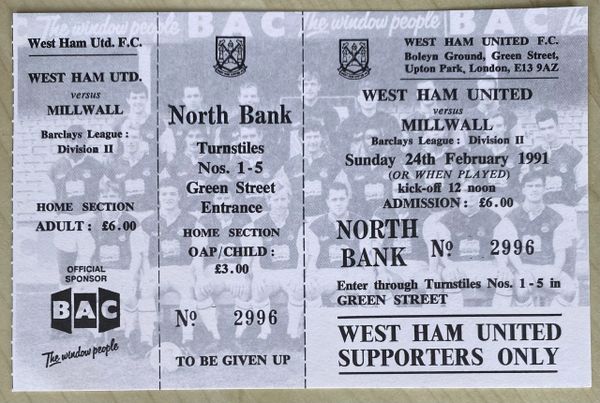 The window people BAC
The window people BAC
West Ham Utd. F.C.
WEST HAM UTD.
versus
MILLWALL
Barclays League :
Division II
HOME SECTION
ADULT : £6.00
OFFICIAL
SPONSOR
BAC
The window people
North Bank
Turnstiles
Nos. 1-5
Green Street
Entrance
HOME SECTION
OAP/CHILD :
£3.00
Nº 2996
TO BE GIVEN UP
WEST HAM UNITED F.C.
Boleyn Ground, Green Street,
Upton Park, London, E13 9AZ
WEST HAM UNITED
versus
MILLWALL
Barclays League : Division II
Sunday 24th February 1991
(OR WHEN PLAYED)
kick-off 12 noon
ADMISSION : £6.00
NORTH
BANK Nº 2996
Enter through Turnstiles Nos. 1-5 in
GREEN STREET
WEST HAM UNITED
SUPPORTERS ONLY